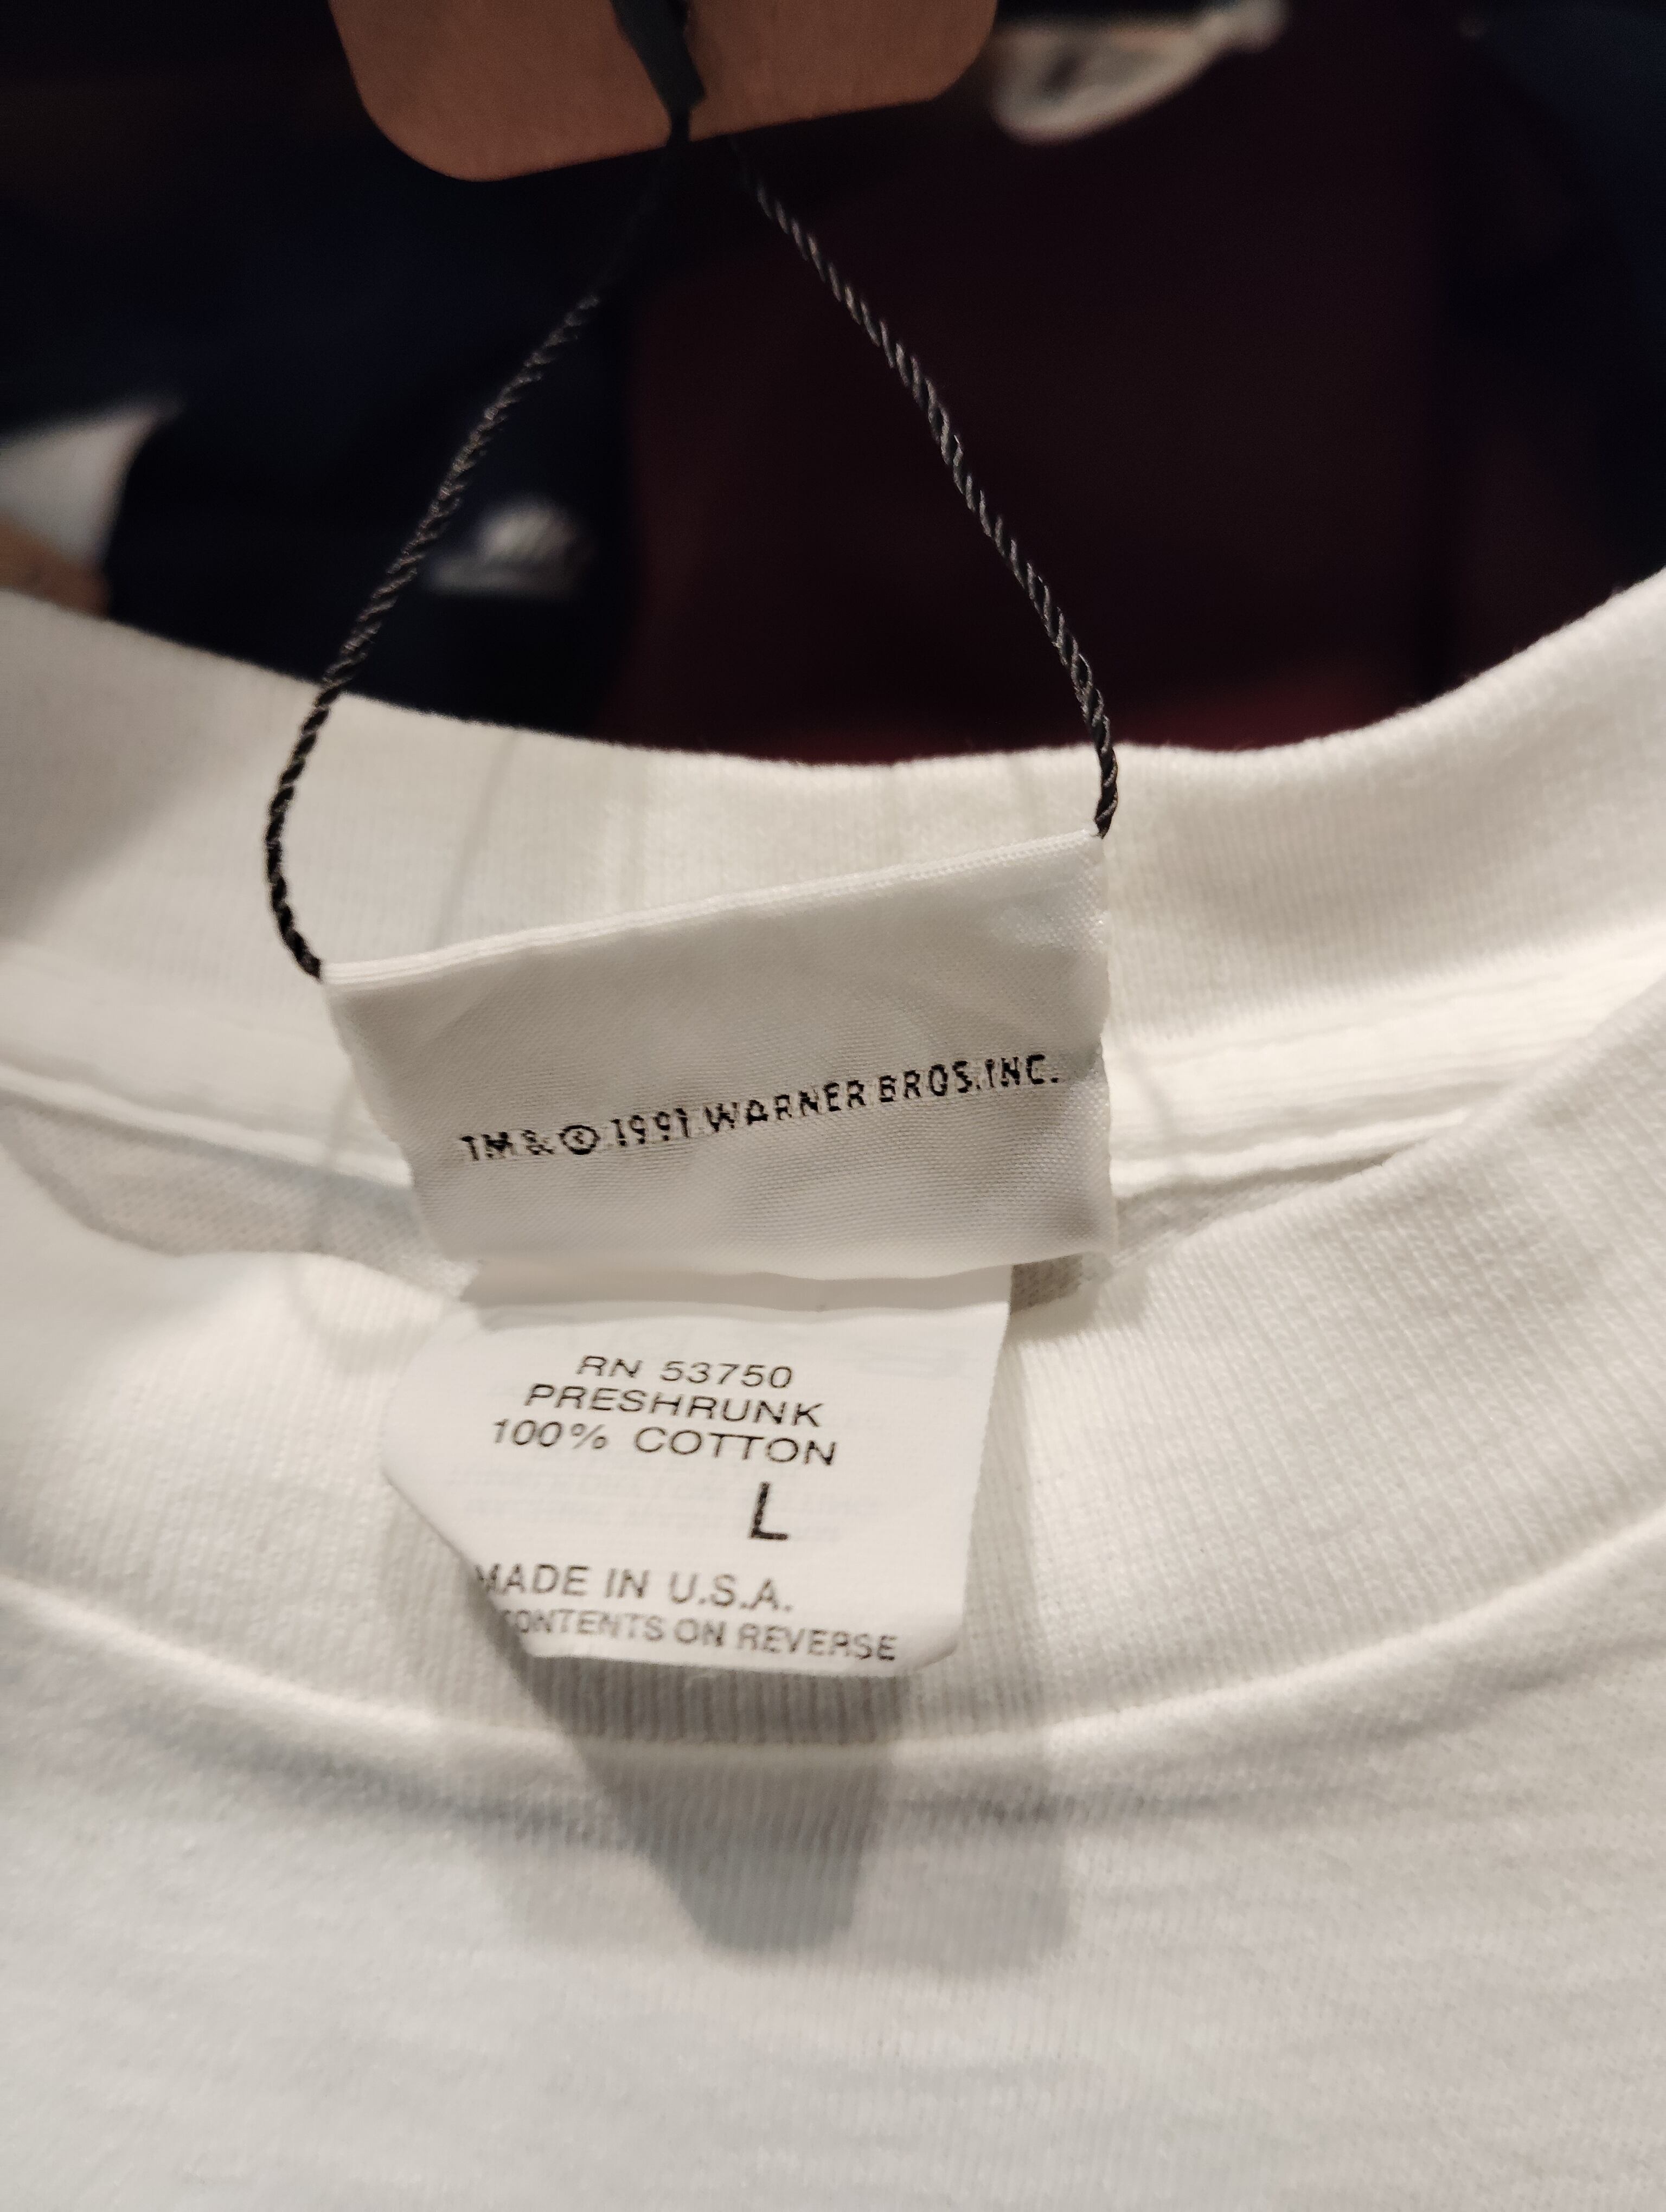 TM & © 1991 WARNER BROS. INC.
RN 53750
PRESHRUNK
100% COTTON
L
MADE IN U.S.A.
CONTENTS ON REVERSE